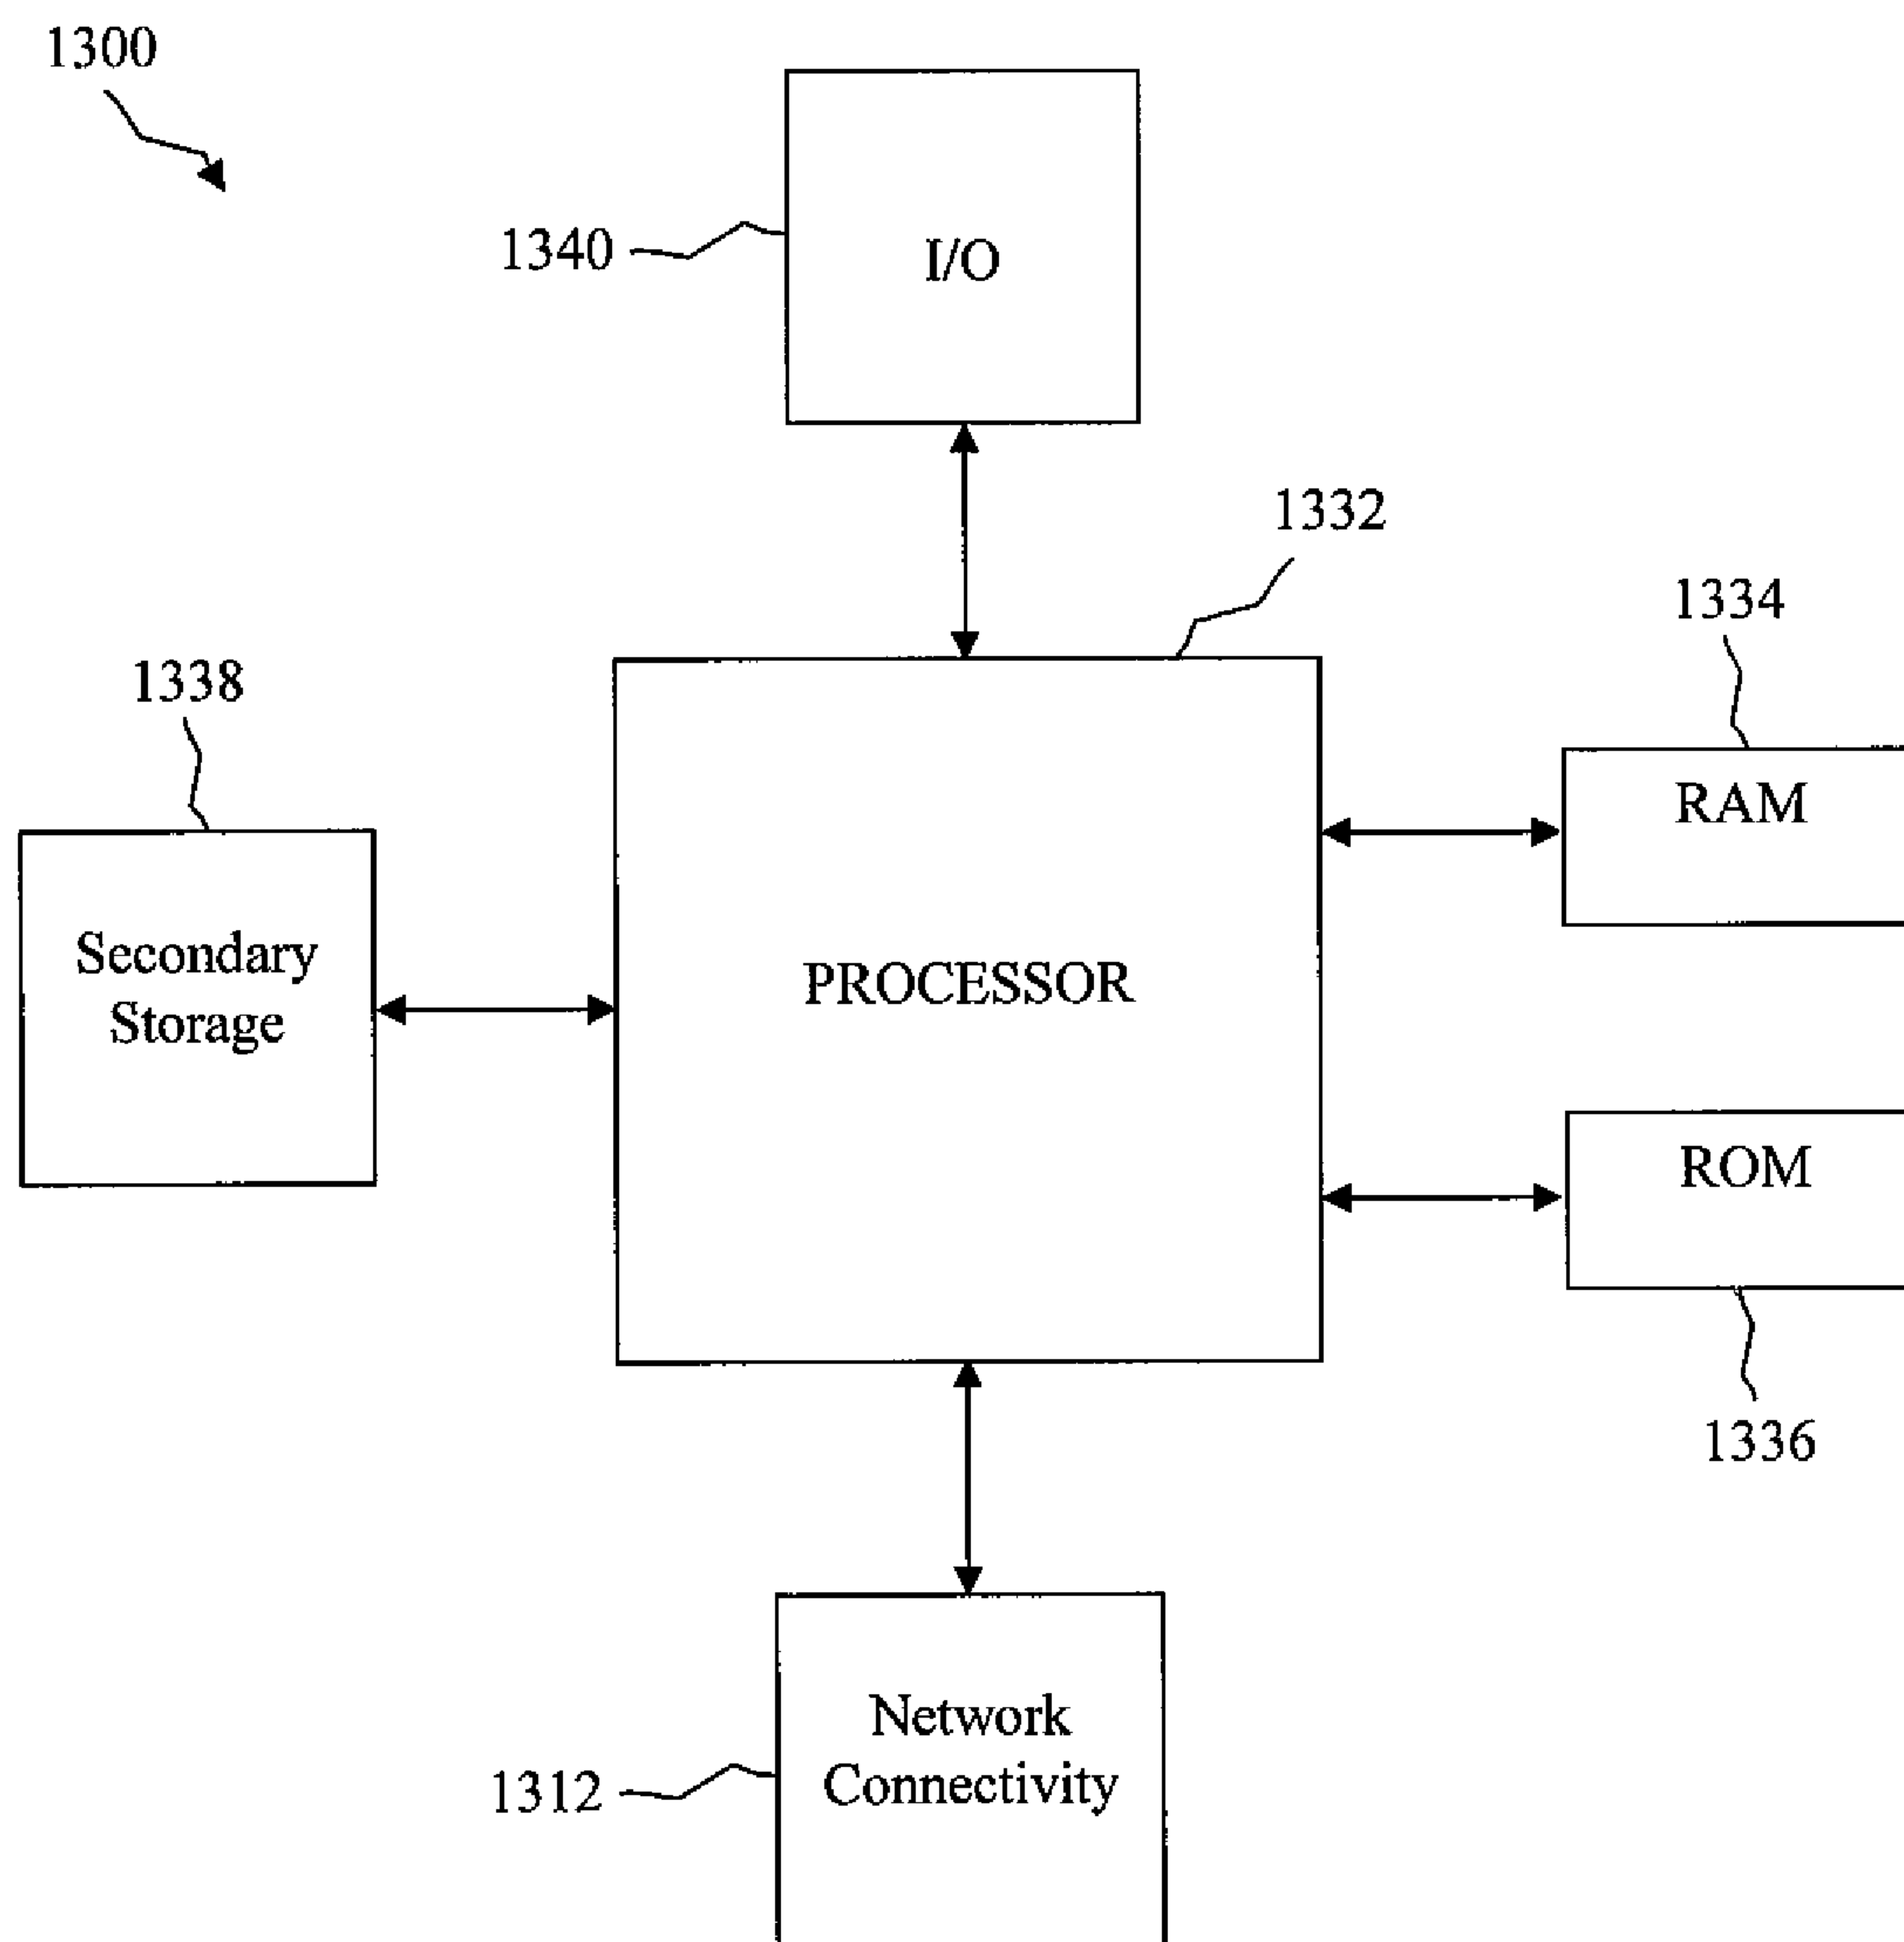 1300
1340
I/O
1332
1334
1338
RAM
Secondary
Storage
PROCESSOR
ROM
1336
Network
Connectivity
1312